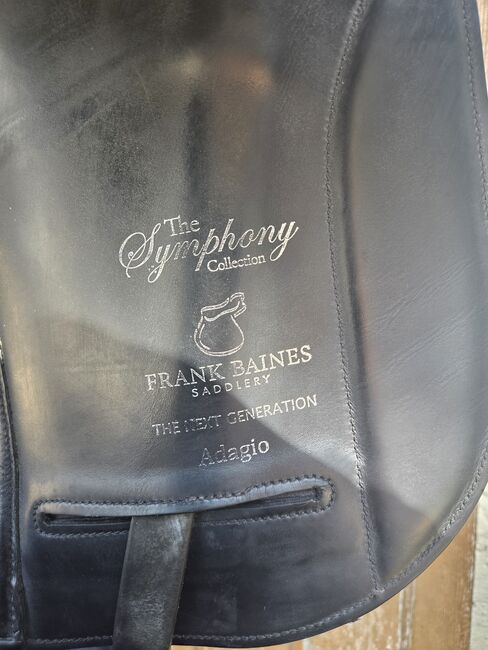 The
Symphony
Collection
FRANK BAINES
SADDLERY
THE NEXT GENERATION
Adagio